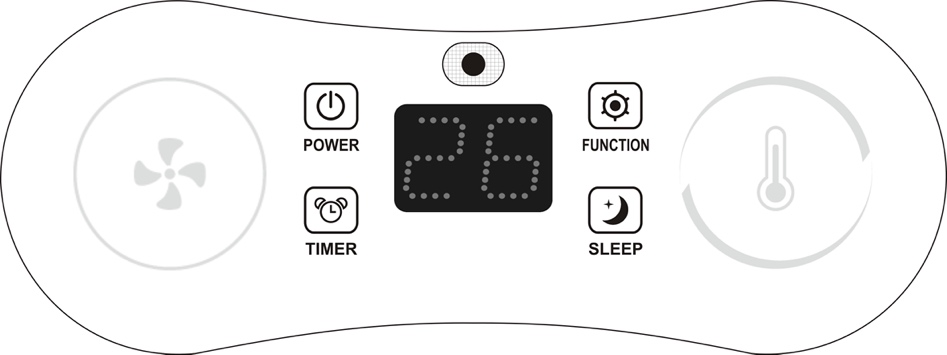 POWER
26
FUNCTION
TIMER
SLEEP